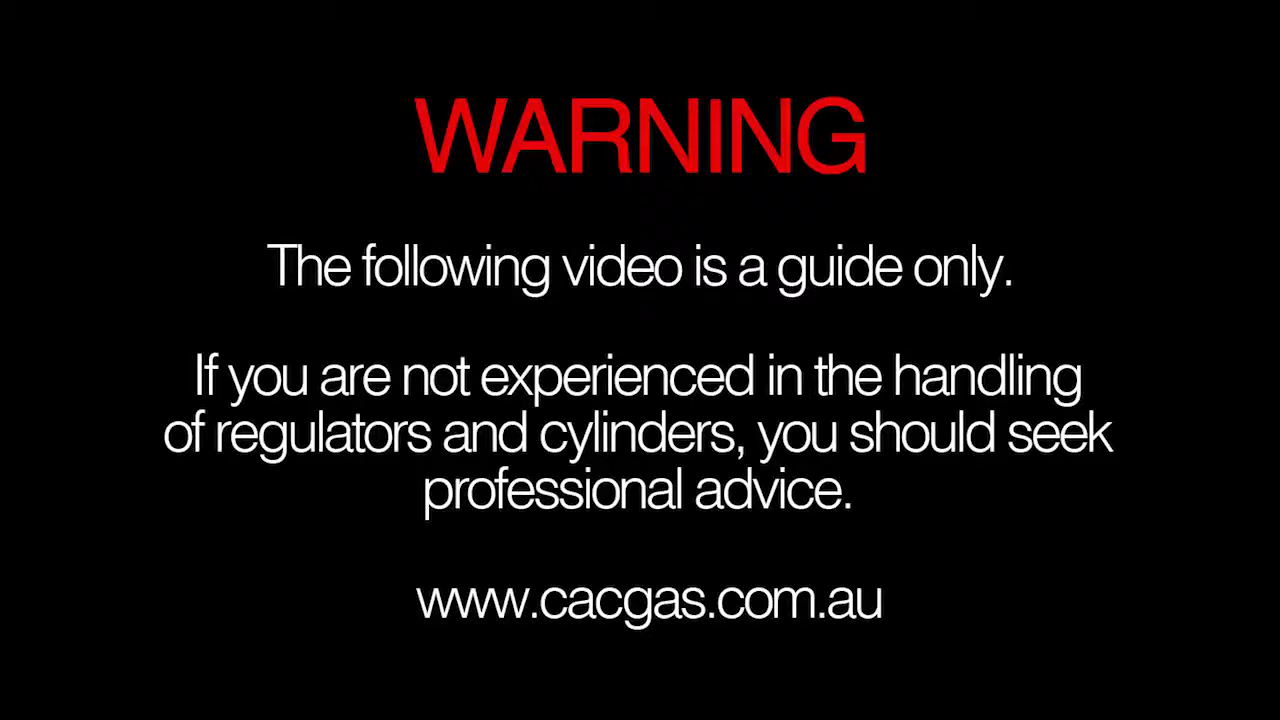 WARNING
The following video is a guide only.
If you are not experienced in the handling
of regulators and cylinders, you should seek
professional advice.
www.cacgas.com.au